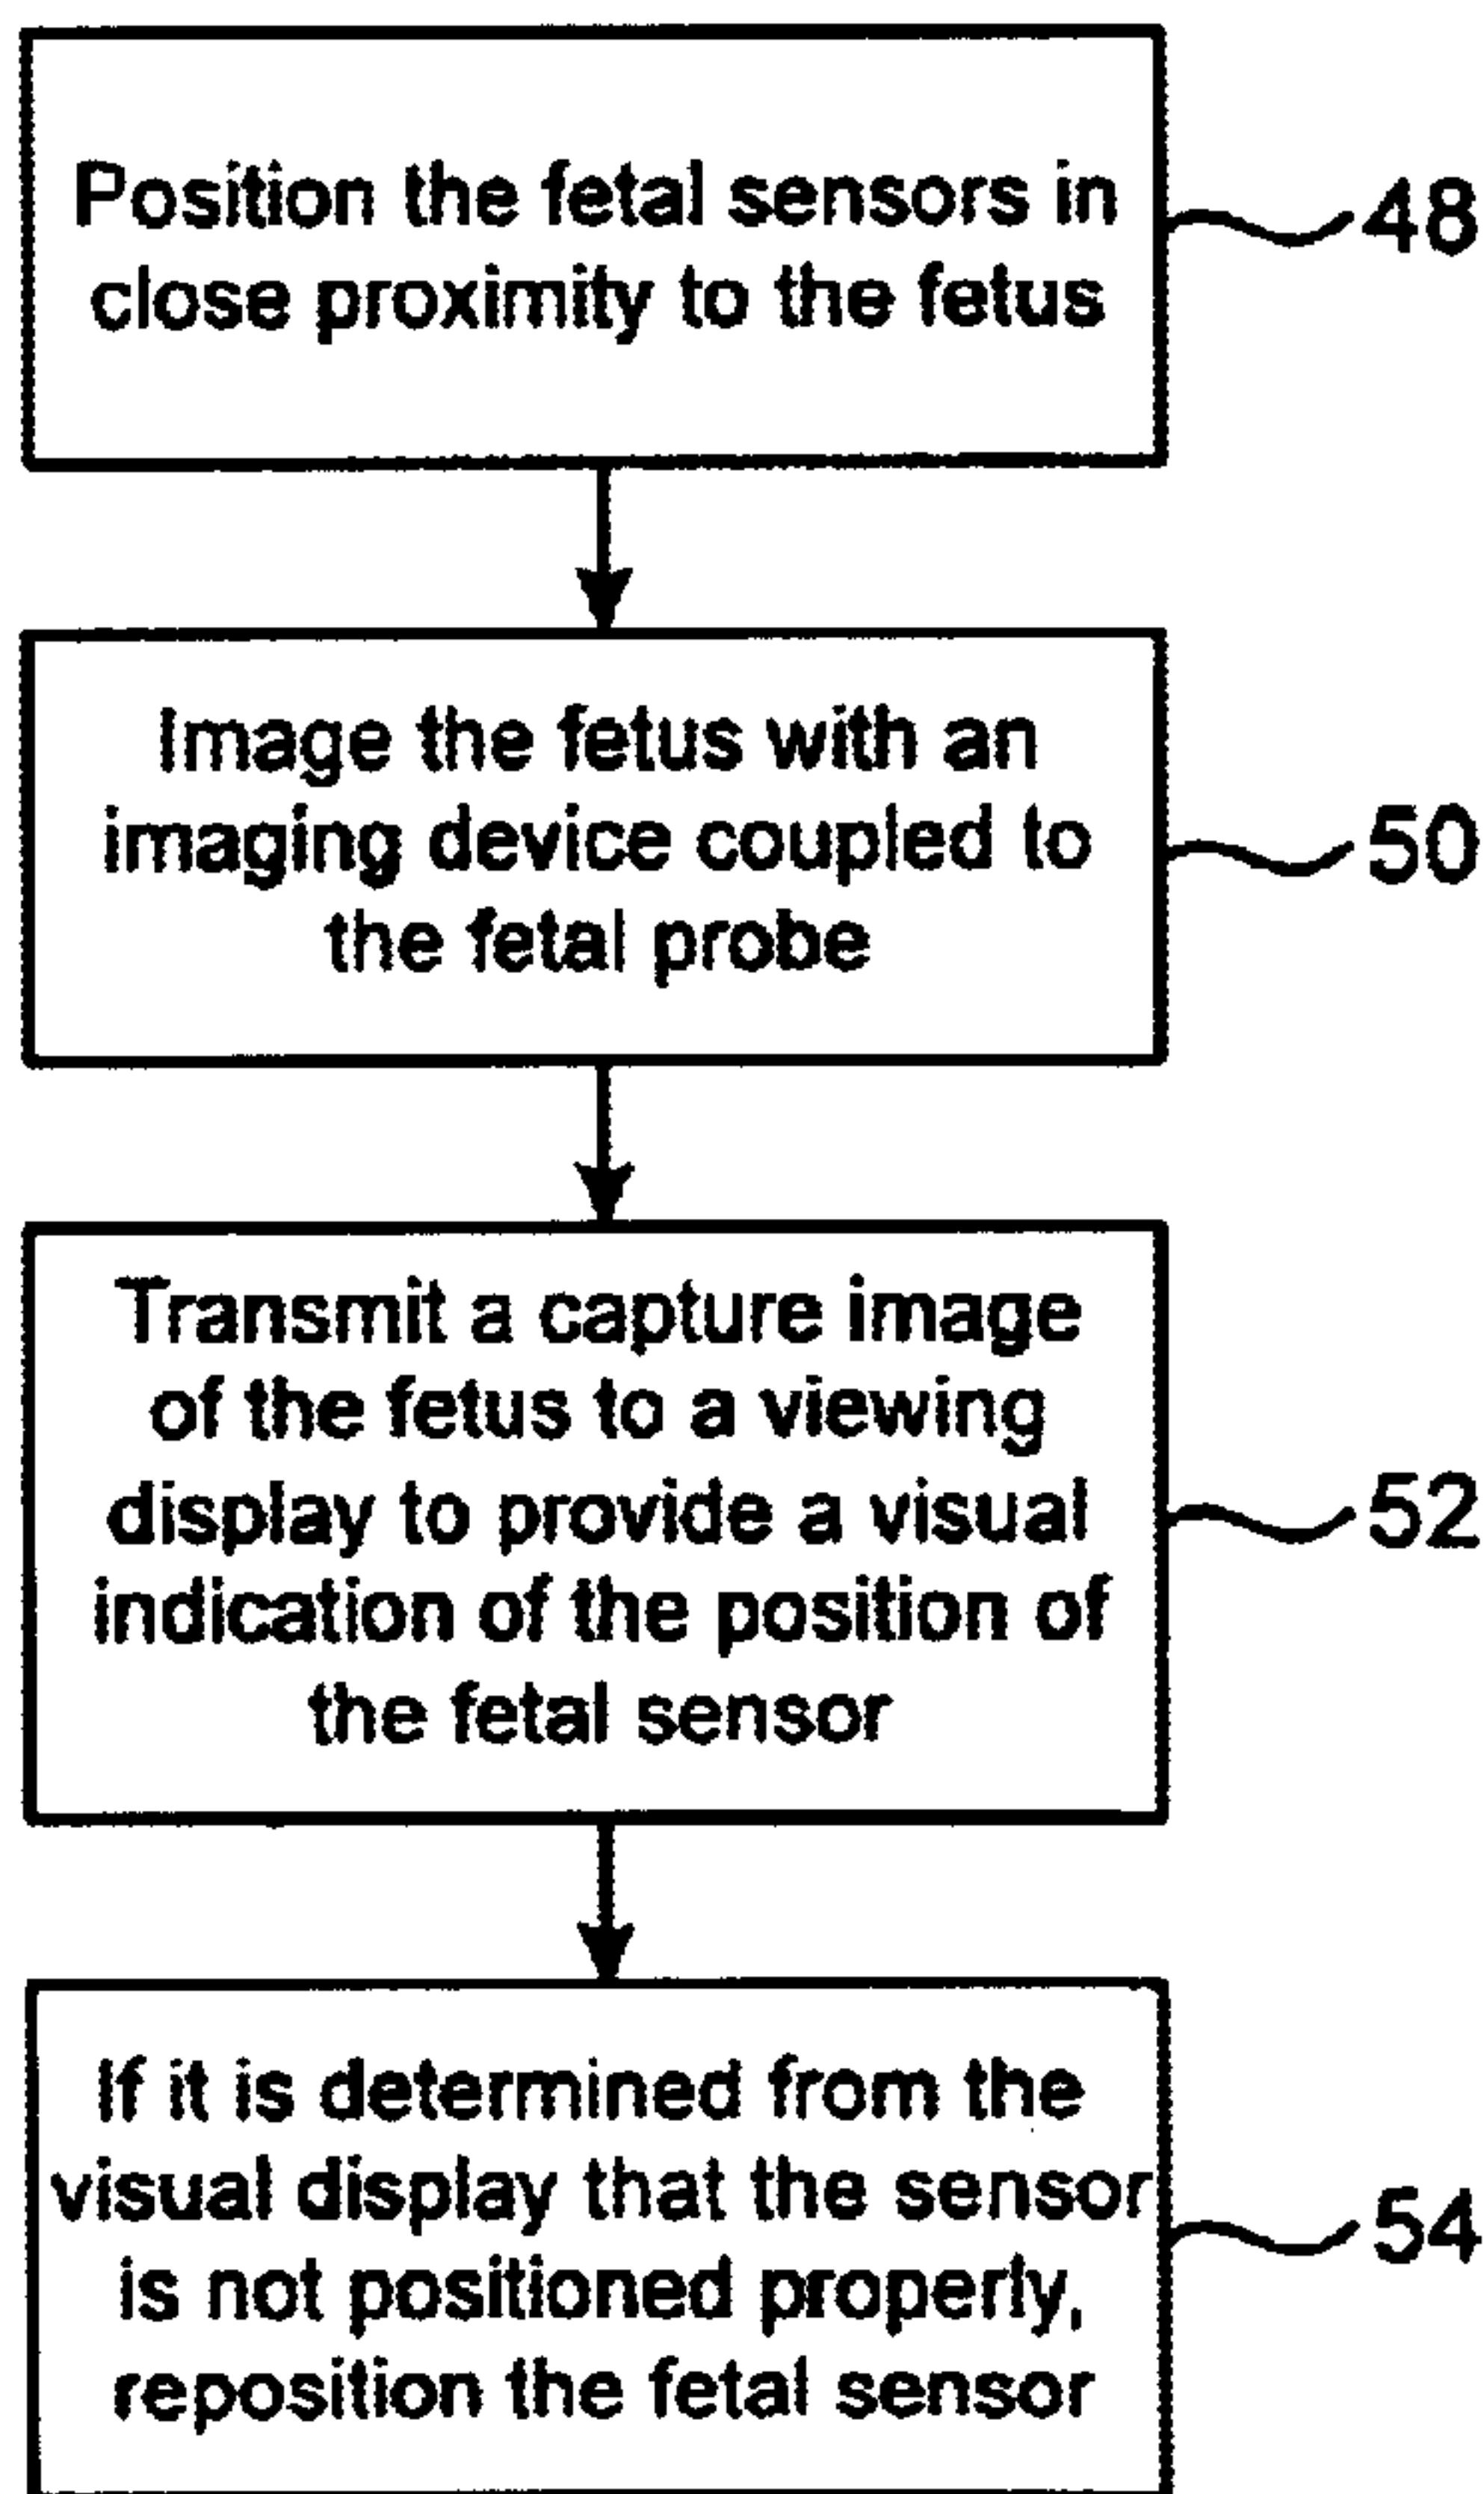 Position the fetal sensors in
close proximity to the fetus
48
Image the fetus with an
imaging device coupled to
the fetal probe
50
Transmit a capture image
of the fetus to a viewing
display to provide a visual
indication of the position of
the fetal sensor
52
If it is determined from the
visual display that the sensor
is not positioned properly,
reposition the fetal sensor
54